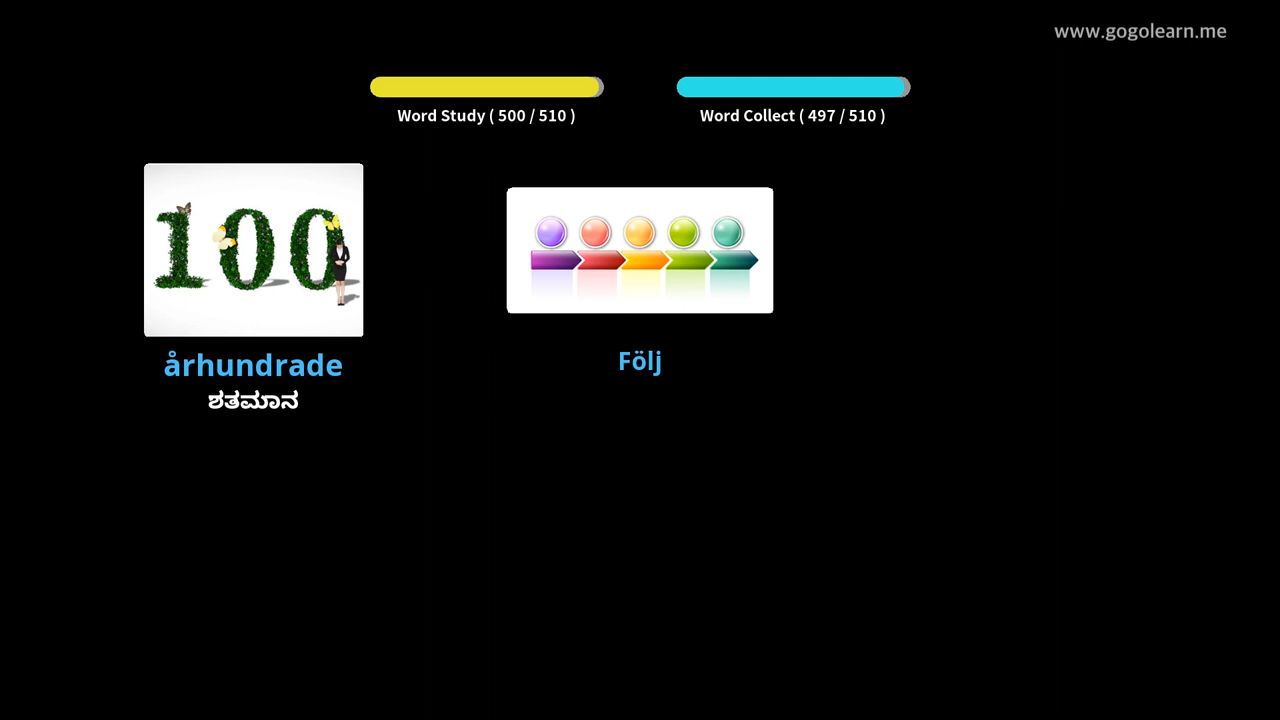 www.gogolearn.me
Word Study ( 500 / 510 )
Word Collect ( 497 / 510 )
100
århundrade
ಶತಮಾನ
Följ